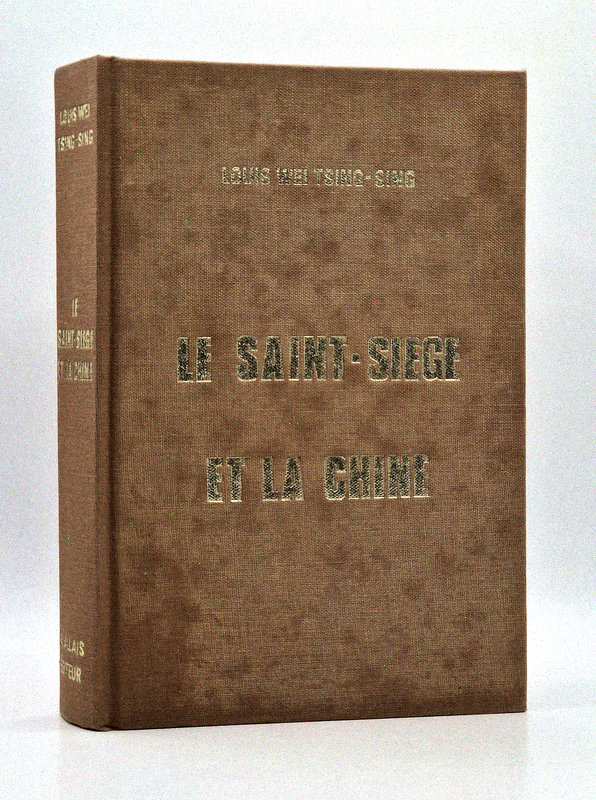 LOUIS WEI
TSING-SING
LE
SAINT-SIEGE
ET LA CHINE
LOUIS WEI TSING-SING
LE SAINT-SIEGE
ET LA CHINE